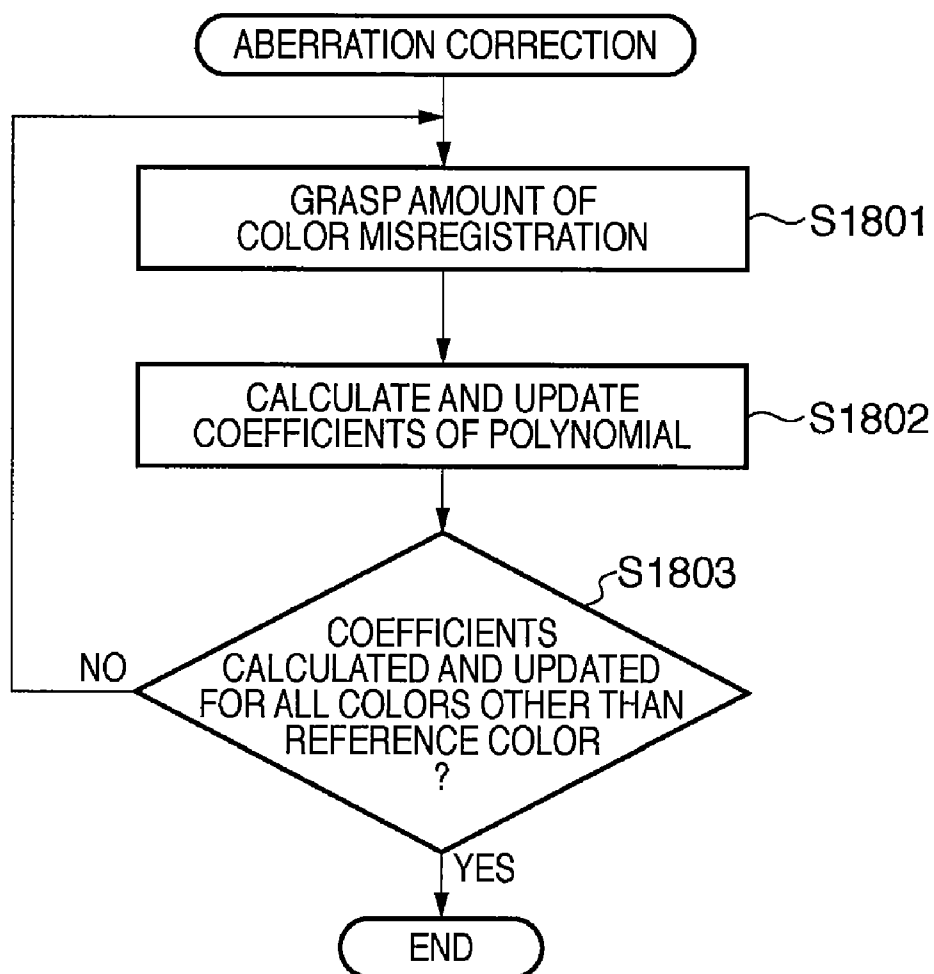 ABERRATION CORRECTION
GRASP AMOUNT OF
COLOR MISREGISTRATION
S1801
CALCULATE AND UPDATE
COEFFICIENTS OF POLYNOMIAL
S1802
S1803
COEFFICIENTS
CALCULATED AND UPDATED
FOR ALL COLORS OTHER THAN
REFERENCE COLOR
?
NO
YES
END